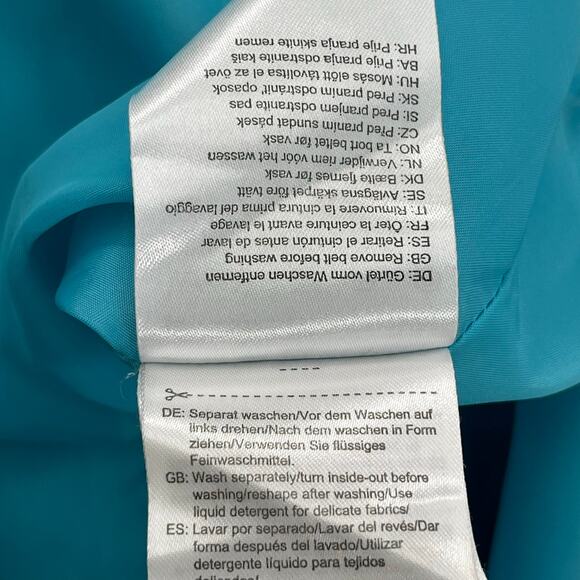 DE: Gürtel vorm Waschen entfernen
GB: Remove belt before washing
ES: Retirar el cinturón antes de lavar
FR: Ôter la ceinture avant le lavage
IT: Rimuovere la cintura prima del lavaggio
SE: Avlägsna skärpet före tvätt
DK: Bælte fjernes før vask
NL: Verwijder riem vóór het wassen
NO: Ta bort beltet før vask
CZ: Před praním sundat pásek
SI: Pred pranjem odstranite pas
SK: Pred praním odstrániť opasok
HU: Mosás előtt távolítsa el az övet
BA: Prije pranja odstranite kaiš
HR: Prije pranja skinite remen
DE: Separat waschen/Vor dem Waschen auf
links drehen/Nach dem waschen in Form
ziehen/Verwenden Sie flüssiges
Feinwaschmittel.
GB: Wash separately/turn inside-out before
washing/reshape after washing/Use
liquid detergent for delicate fabrics/
ES: Lavar por separado/Lavar del revés/Dar
forma después del lavado/Utilizar
detergente líquido para tejidos